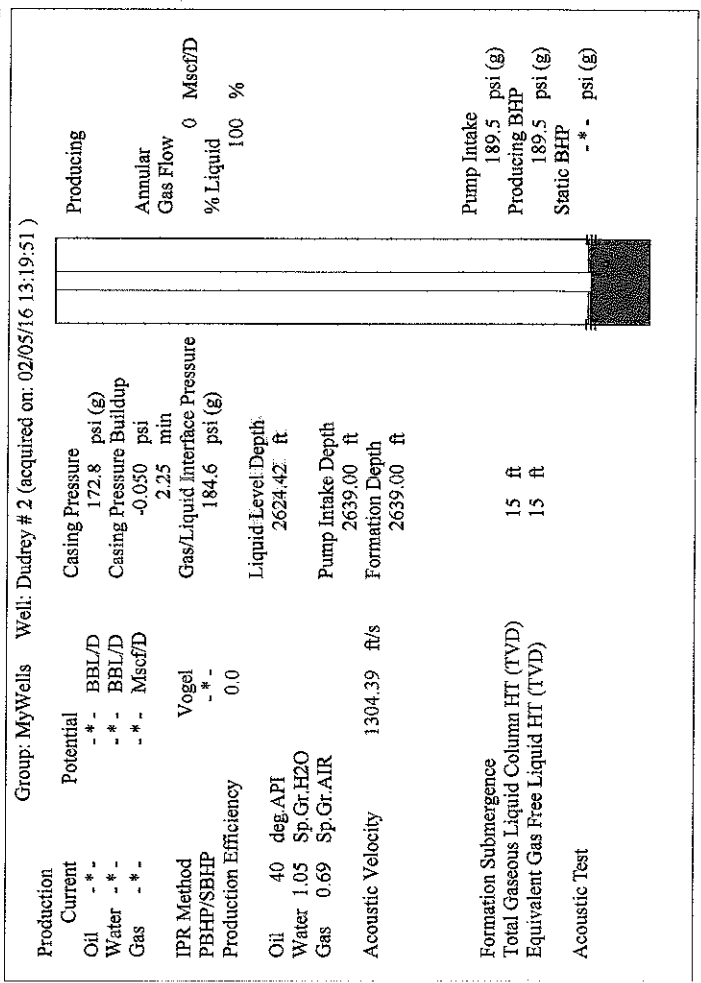 Group: MyWells Well: Dudrey # 2 (acquired on: 02/05/16 13:19:51 )
Production
Current Potential
Oil - * - - * - BBL/D
Water - * - - * - BBL/D
Gas - * - - * - Mscf/D
IPR Method Vogel
PBHP/SBHP - * -
Production Efficiency 0.0
Oil 40 deg.API
Water 1.05 Sp.Gr.H2O
Gas 0.69 Sp.Gr.AIR
Acoustic Velocity 1304.39 ft/s
Formation Submergence
Total Gaseous Liquid Column HT (TVD) 15 ft
Equivalent Gas Free Liquid HT (TVD) 15 ft
Acoustic Test
Casing Pressure
172.8 psi (g)
Casing Pressure Buildup
-0.050 psi
2.25 min
Gas/Liquid Interface Pressure
184.6 psi (g)
Liquid Level Depth
2624.42 ft
Pump Intake Depth
2639.00 ft
Formation Depth
2639.00 ft
Producing
Annular
Gas Flow
0 Mscf/D
% Liquid
100 %
Pump Intake
189.5 psi (g)
Producing BHP
189.5 psi (g)
Static BHP
- * - psi (g)